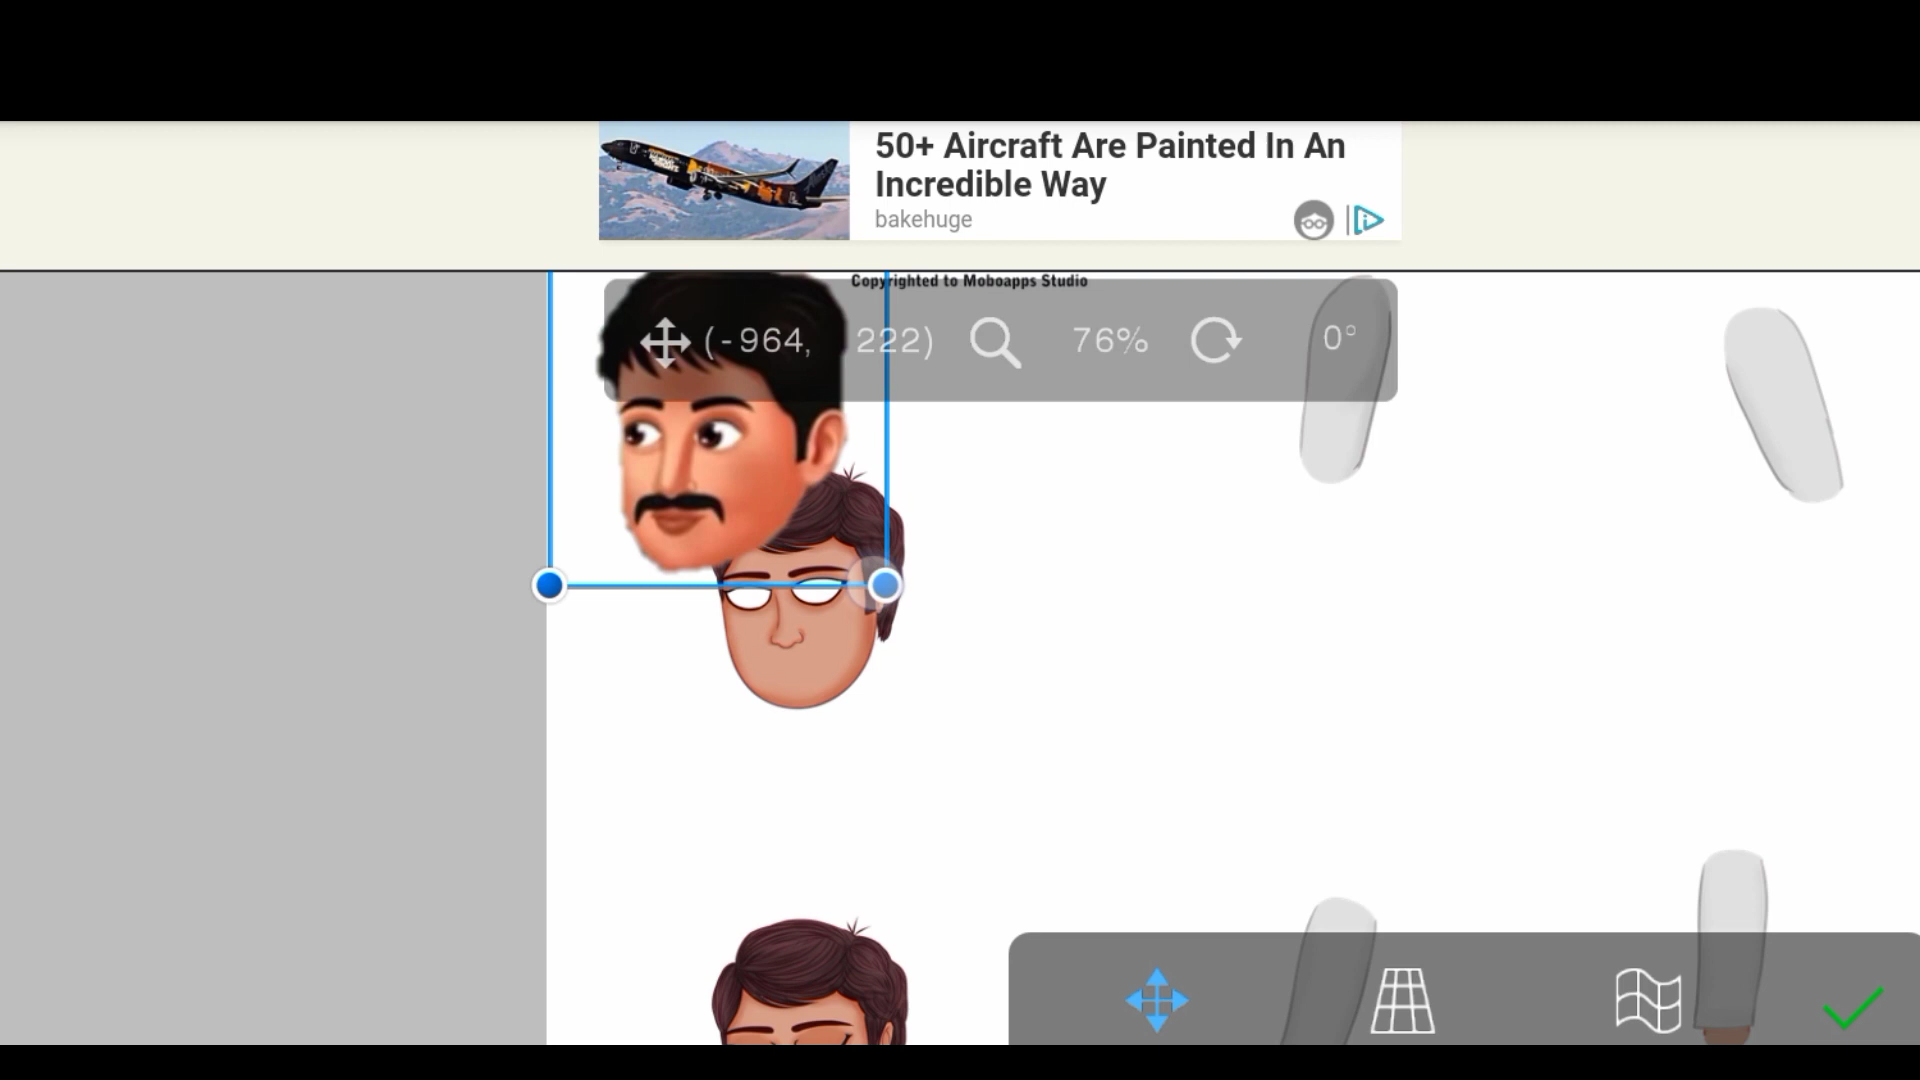 50+ Aircraft Are Painted In An
Incredible Way
bakehuge
Copyrighted to Moboapps Studio
(-964, 222) 76% 0°